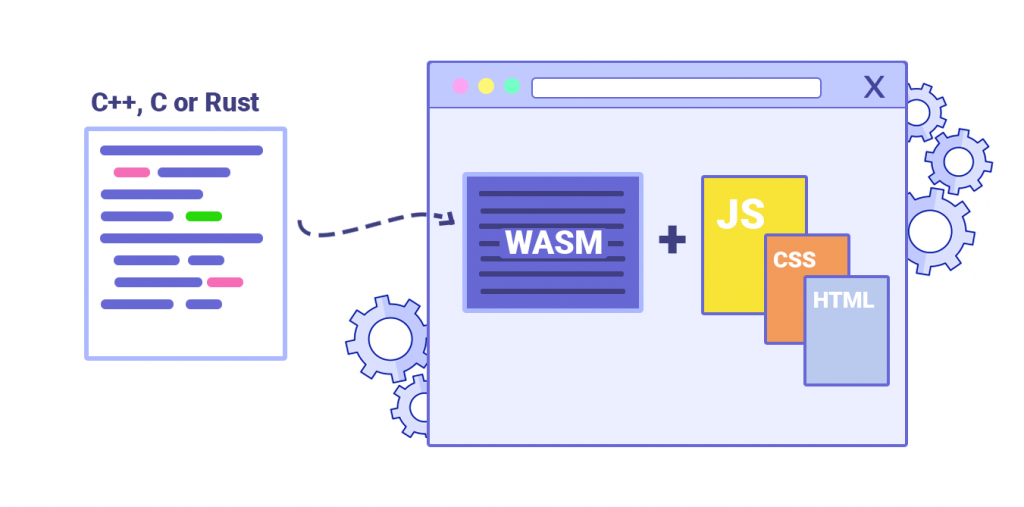 C++, C or Rust
X
WASM
+
JS
CSS
HTML